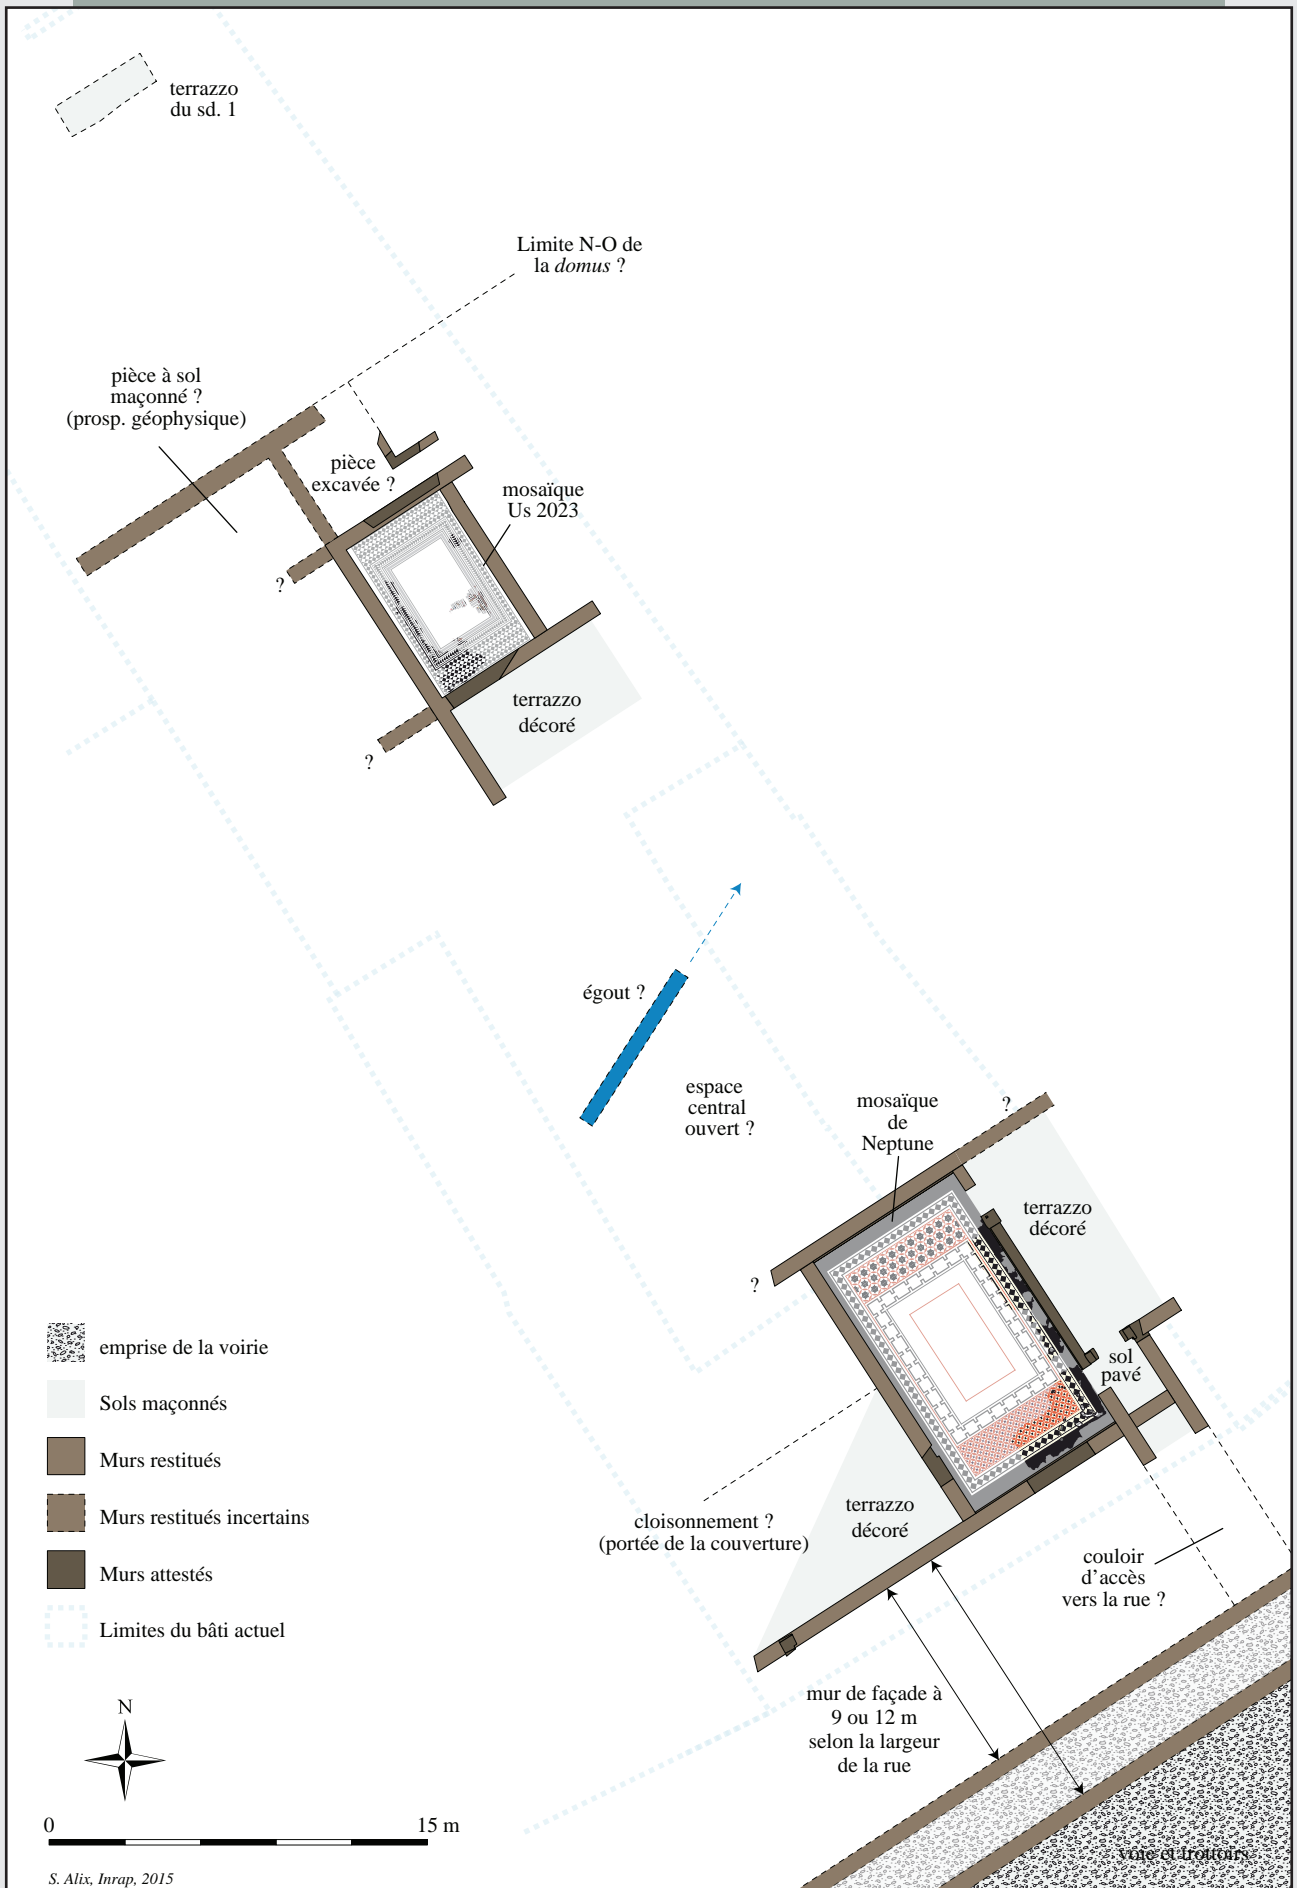 terrazzo
du sd. 1
Limite N-O de
la domus ?
pièce à sol
maçonné ?
(prosp. géophysique)
pièce
excavée ?
mosaïque
Us 2023
?
terrazzo
décoré
?
égout ?
espace
central
ouvert ?
mosaïque
de
Neptune
?
terrazzo
décoré
?
sol
pavé
emprise de la voirie
Sols maçonnés
Murs restitués
Murs restitués incertains
Murs attestés
Limites du bâti actuel
cloisonnement ?
(portée de la couverture)
terrazzo
décoré
couloir
d'accès
vers la rue ?
mur de façade à
9 ou 12 m
selon la largeur
de la rue
N
0 15 m
voie et trottoirs
S. Alix, Inrap, 2015